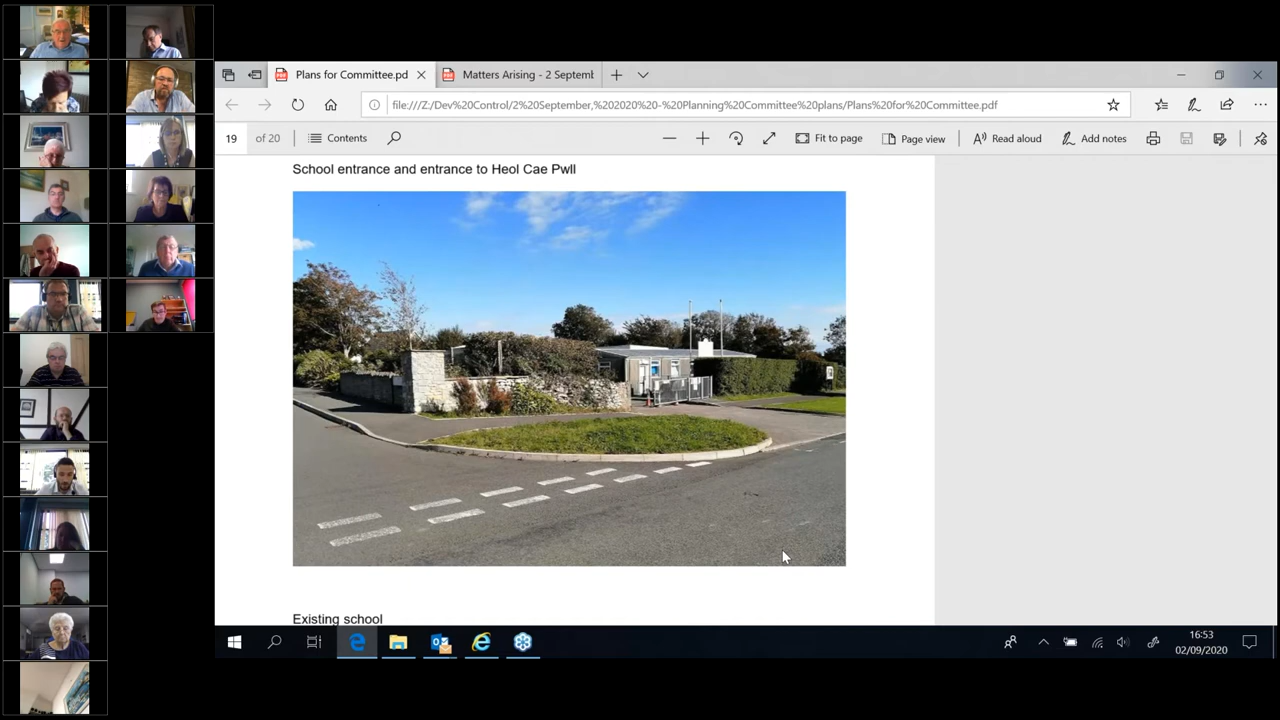 Plans for Committee.pd
Matters Arising - 2 Septemb
file:///Z:/Dev%20Control/2%20September,%202020%20-%20Planning%20Committee%20plans/Plans%20for%20Committee.pdf
19 of 20
Contents
Fit to page
Page view
Read aloud
Add notes
School entrance and entrance to Heol Cae Pwll
Existing school
16:53
02/09/2020